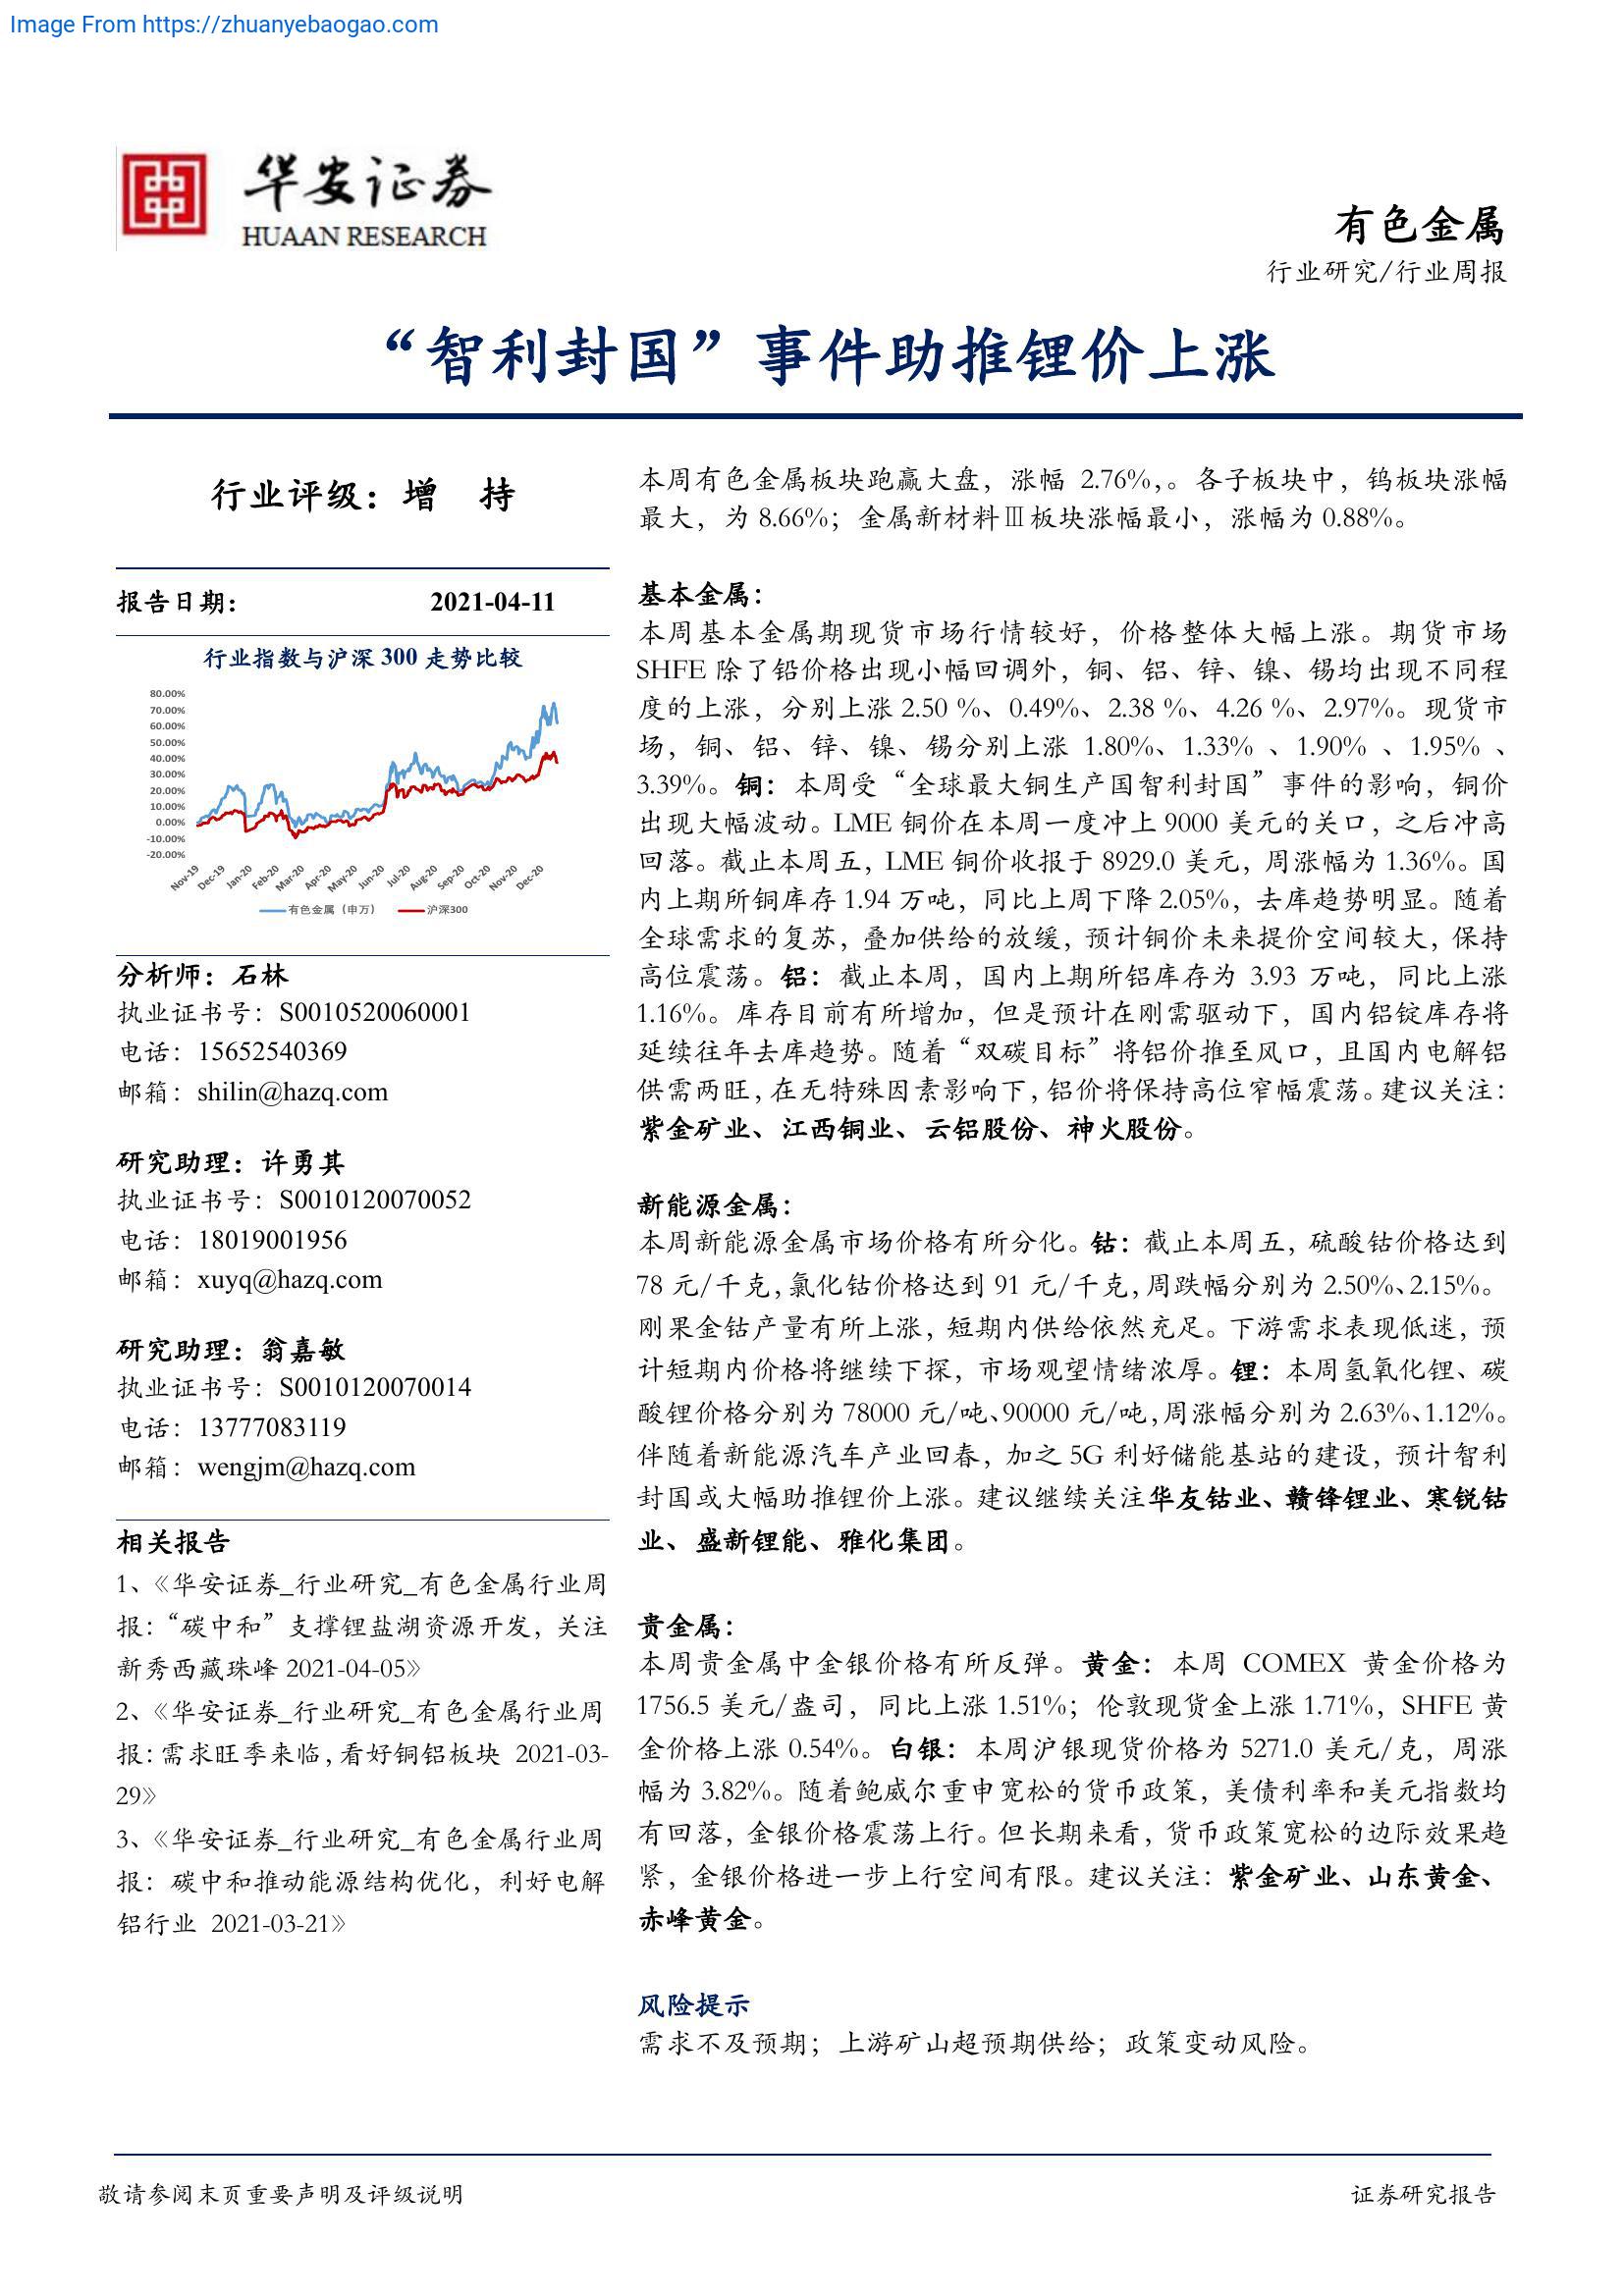 Image From https://zhuanyebaogao.com
华安证券
HUAAN RESEARCH
有色金属
行业研究/行业周报
“智利封国”事件助推锂价上涨
行业评级：增 持
报告日期： 2021-04-11
行业指数与沪深 300 走势比较
80.00%
70.00%
60.00%
50.00%
40.00%
30.00%
20.00%
10.00%
0.00%
-10.00%
-20.00%
Nov-19 Dec-19 Jan-20 Feb-20 Mar-20 Apr-20 May-20 Jun-20 Jul-20 Aug-20 Sep-20 Oct-20 Nov-20 Dec-20
有色金属（申万） 沪深300
分析师：石林
执业证书号：S0010520060001
电话：15652540369
邮箱：shilin@hazq.com
研究助理：许勇其
执业证书号：S0010120070052
电话：18019001956
邮箱：xuyq@hazq.com
研究助理：翁嘉敏
执业证书号：S0010120070014
电话：13777083119
邮箱：wengjm@hazq.com
相关报告
1、《华安证券_行业研究_有色金属行业周
报：“碳中和”支撑锂盐湖资源开发，关注
新秀西藏珠峰 2021-04-05》
2、《华安证券_行业研究_有色金属行业周
报：需求旺季来临，看好铜铝板块 2021-03-
29》
3、《华安证券_行业研究_有色金属行业周
报：碳中和推动能源结构优化，利好电解
铝行业 2021-03-21》
本周有色金属板块跑赢大盘，涨幅 2.76%，。各子板块中，钨板块涨幅
最大，为 8.66%；金属新材料Ⅲ板块涨幅最小，涨幅为 0.88%。
基本金属：
本周基本金属期现货市场行情较好，价格整体大幅上涨。期货市场
SHFE 除了铅价格出现小幅回调外，铜、铝、锌、镍、锡均出现不同程
度的上涨，分别上涨 2.50 %、0.49%、2.38 %、4.26 %、2.97%。现货市
场，铜、铝、锌、镍、锡分别上涨 1.80%、1.33% 、1.90% 、1.95% 、
3.39%。铜：本周受“全球最大铜生产国智利封国”事件的影响，铜价
出现大幅波动。LME 铜价在本周一度冲上 9000 美元的关口，之后冲高
回落。截止本周五，LME 铜价收报于 8929.0 美元，周涨幅为 1.36%。国
内上期所铜库存 1.94 万吨，同比上周下降 2.05%，去库趋势明显。随着
全球需求的复苏，叠加供给的放缓，预计铜价未来提价空间较大，保持
高位震荡。铝：截止本周，国内上期所铝库存为 3.93 万吨，同比上涨
1.16%。库存目前有所增加，但是预计在刚需驱动下，国内铝锭库存将
延续往年去库趋势。随着“双碳目标”将铝价推至风口，且国内电解铝
供需两旺，在无特殊因素影响下，铝价将保持高位窄幅震荡。建议关注：
紫金矿业、江西铜业、云铝股份、神火股份。
新能源金属：
本周新能源金属市场价格有所分化。钴：截止本周五，硫酸钴价格达到
78 元/千克，氯化钴价格达到 91 元/千克，周跌幅分别为 2.50%、2.15%。
刚果金钴产量有所上涨，短期内供给依然充足。下游需求表现低迷，预
计短期内价格将继续下探，市场观望情绪浓厚。锂：本周氢氧化锂、碳
酸锂价格分别为 78000 元/吨、90000 元/吨，周涨幅分别为 2.63%、1.12%。
伴随着新能源汽车产业回春，加之 5G 利好储能基站的建设，预计智利
封国或大幅助推锂价上涨。建议继续关注华友钴业、赣锋锂业、寒锐钴
业、盛新锂能、雅化集团。
贵金属：
本周贵金属中金银价格有所反弹。黄金：本周 COMEX 黄金价格为
1756.5 美元/盎司，同比上涨 1.51%；伦敦现货金上涨 1.71%，SHFE 黄
金价格上涨 0.54%。白银：本周沪银现货价格为 5271.0 美元/克，周涨
幅为 3.82%。随着鲍威尔重申宽松的货币政策，美债利率和美元指数均
有回落，金银价格震荡上行。但长期来看，货币政策宽松的边际效果趋
紧，金银价格进一步上行空间有限。建议关注：紫金矿业、山东黄金、
赤峰黄金。
风险提示
需求不及预期；上游矿山超预期供给；政策变动风险。
敬请参阅末页重要声明及评级说明
证券研究报告